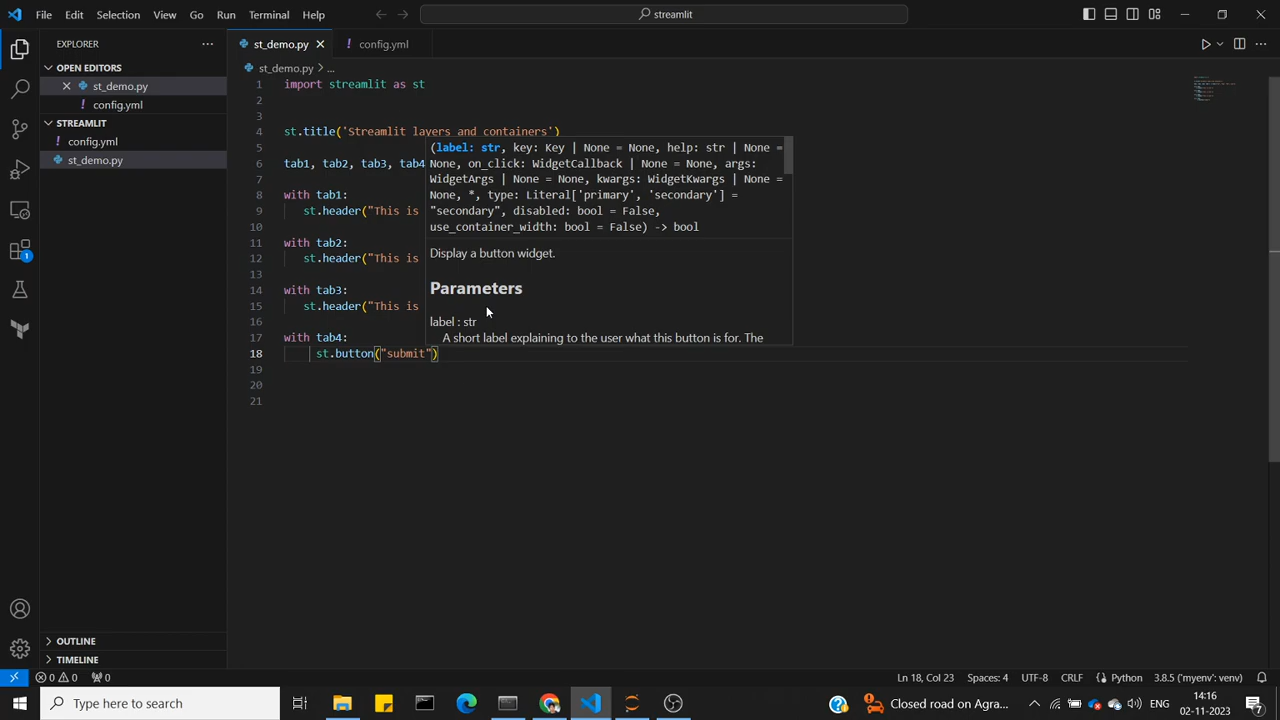 File Edit Selection View Go Run Terminal Help
streamlit
EXPLORER
st_demo.py
config.yml
OPEN EDITORS
st_demo.py
config.yml
STREAMLIT
config.yml
st_demo.py
OUTLINE
TIMELINE
st_demo.py > ...
1 import streamlit as st
2
3
4 st.title('Streamlit layers and containers')
5
6 tab1, tab2, tab3, tab4
7
8 with tab1:
9 st.header("This is
10
11 with tab2:
12 st.header("This is
13
14 with tab3:
15 st.header("This is
16
17 with tab4:
18 st.button("submit")
19
20
21
(label: str, key: Key | None = None, help: str | None =
None, on_click: WidgetCallback | None = None, args:
WidgetArgs | None = None, kwargs: WidgetKwargs | None =
None, *, type: Literal['primary', 'secondary'] =
"secondary", disabled: bool = False,
use_container_width: bool = False) -> bool
Display a button widget.
Parameters
label : str
A short label explaining to the user what this button is for. The
1
0 0 0
Ln 18, Col 23 Spaces: 4 UTF-8 CRLF Python 3.8.5 ('myenv': venv)
Type here to search
Closed road on Agra...
ENG
14:16
02-11-2023
7